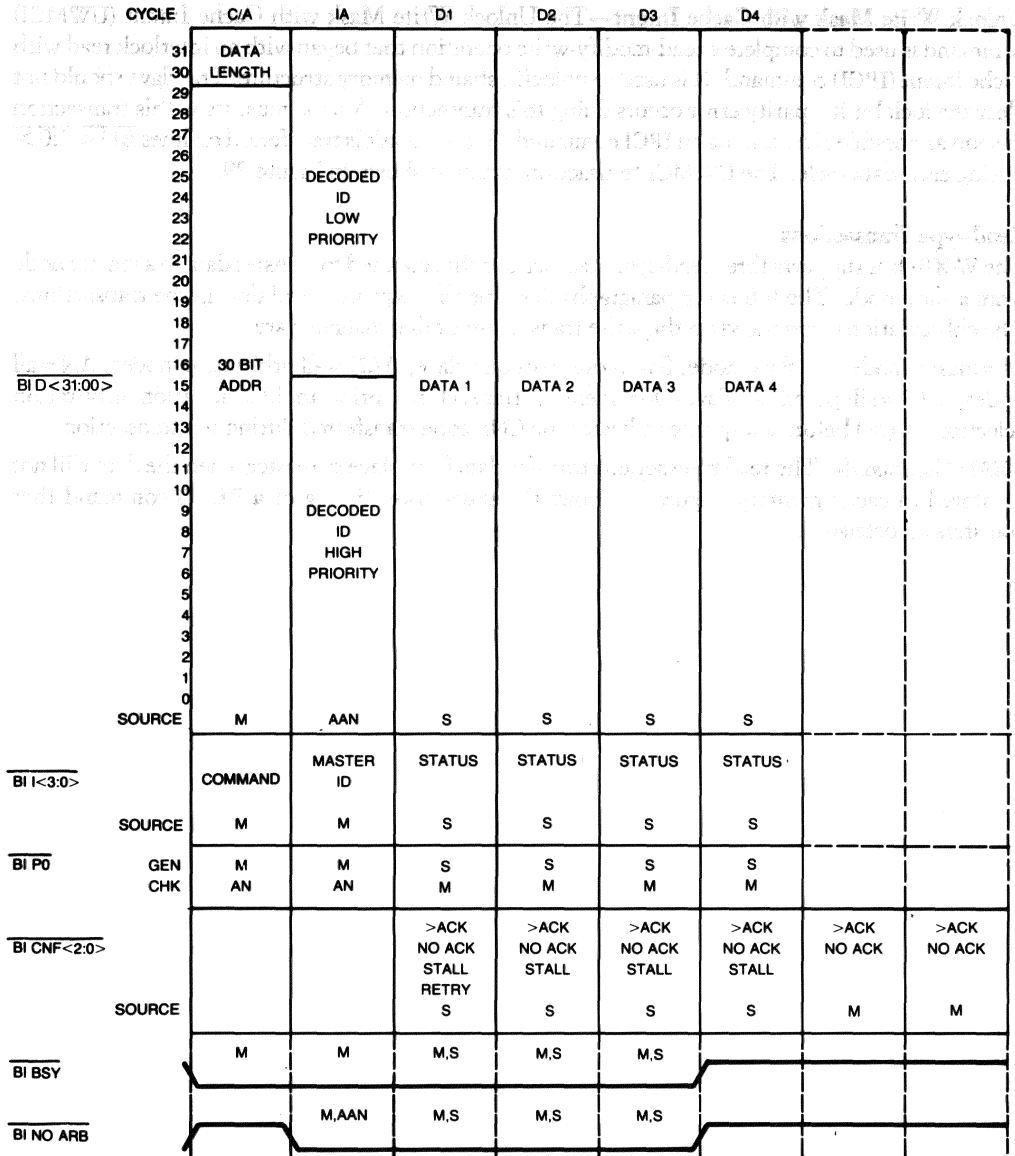 CYCLE C/A IA D1 D2 D3 D4
31 DATA
30 LENGTH
29
28
27
26
25 DECODED
24 ID
23 LOW
22 PRIORITY
21
20
19
18
17
16 30 BIT
BI D<31:00> 15 ADDR DATA 1 DATA 2 DATA 3 DATA 4
14
13
12
11
10
9 DECODED
8 ID
7 HIGH
6 PRIORITY
5
4
3
2
1
0
SOURCE M AAN S S S S
BI I<3:0> COMMAND MASTER ID STATUS STATUS STATUS STATUS
SOURCE M M S S S S
BI P0 GEN M M S S S S
CHK AN AN M M M M
>ACK >ACK >ACK >ACK >ACK >ACK
BI CNF<2:0> NO ACK NO ACK NO ACK NO ACK NO ACK NO ACK
STALL STALL STALL STALL
RETRY
SOURCE S S S S M M
M M M,S M,S M,S
BI BSY
M,AAN M,S M,S M,S
BI NO ARB